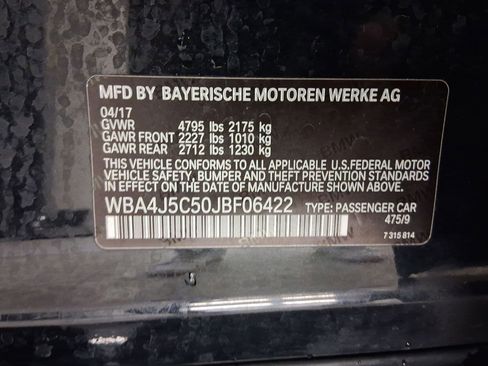 MFD BY BAYERISCHE MOTOREN WERKE AG
04/17
GVWR 4795 lbs 2175 kg
GAWR FRONT 2227 lbs 1010 kg
GAWR REAR 2712 lbs 1230 kg
THIS VEHICLE CONFORMS TO ALL APPLICABLE U.S.FEDERAL MOTOR
VEHICLE SAFETY, BUMPER, AND THEFT PREVENTION STANDARDS
IN EFFECT ON THE DATE OF MANUFACTURE SHOWN ABOVE.
WBA4J5C50JBF06422 TYPE: PASSENGER CAR
475/9
7 315 814